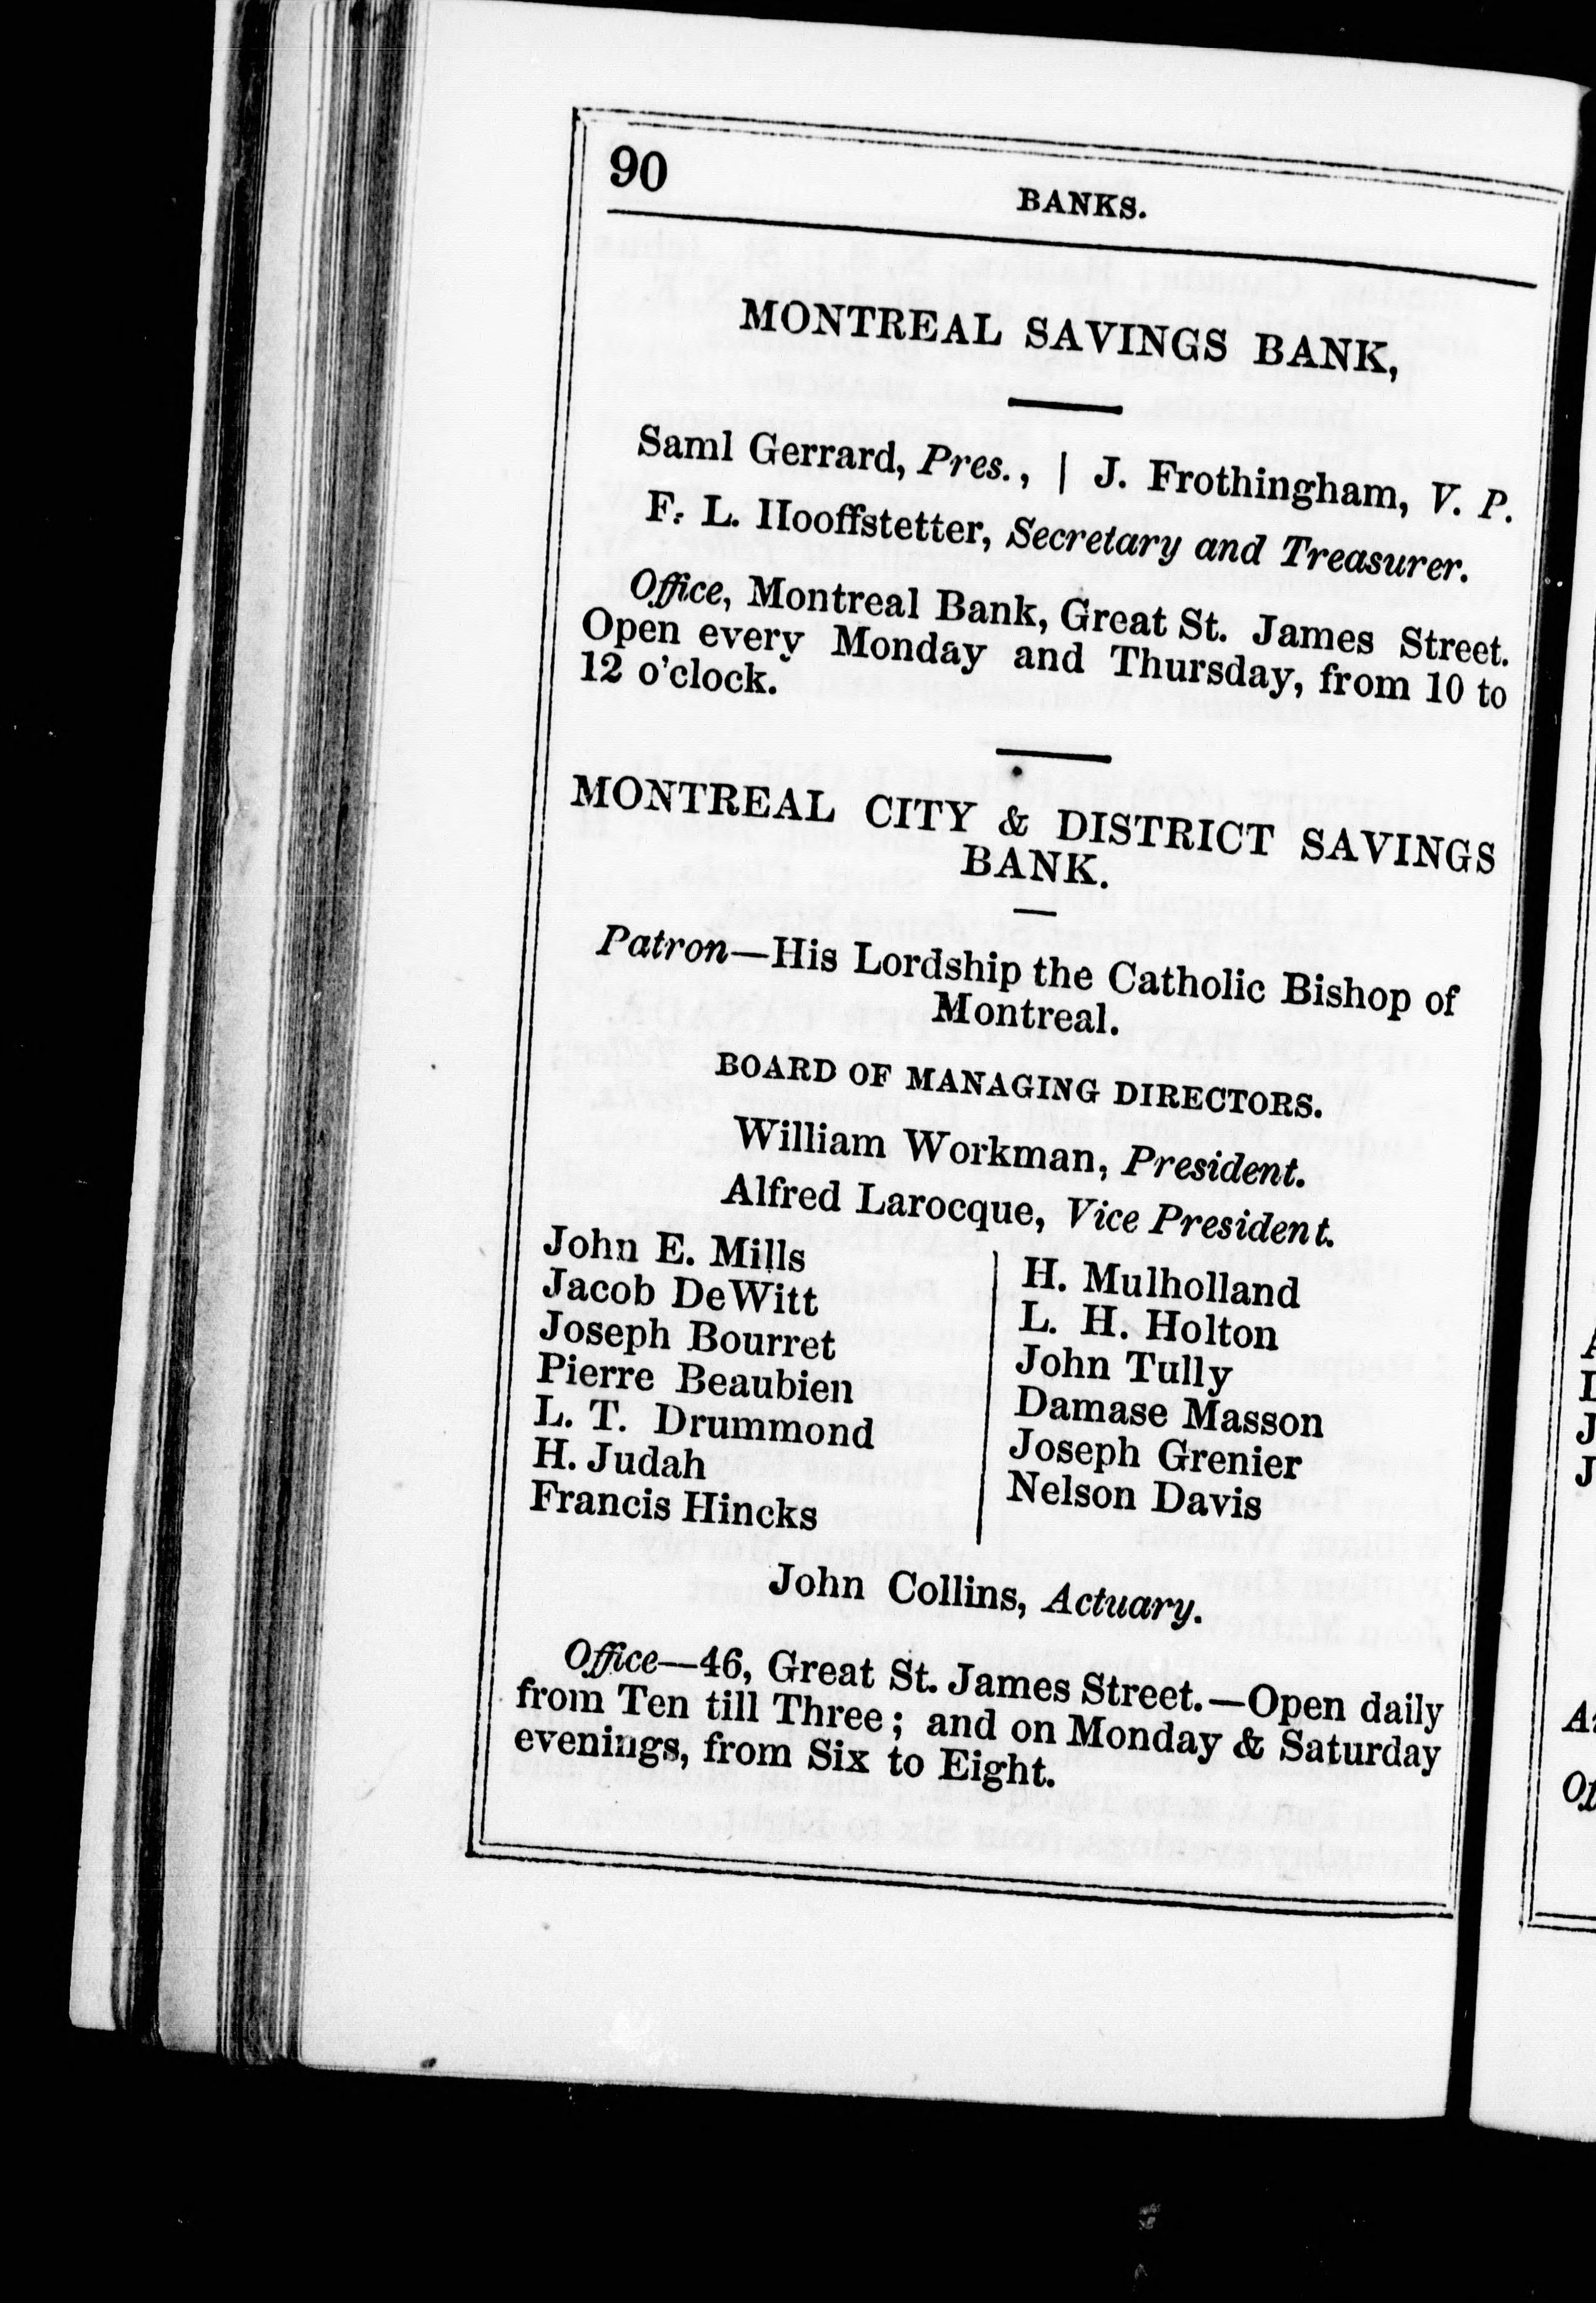 90
BANKS.
MONTREAL SAVINGS BANK,
Saml Gerrard, Pres., | J. Frothingham, V. P.
F. L. Hooffstetter, Secretary and Treasurer.
Office, Montreal Bank, Great St. James Street.
Open every Monday and Thursday, from 10 to
12 o'clock.
MONTREAL CITY & DISTRICT SAVINGS
BANK.
Patron—His Lordship the Catholic Bishop of
Montreal.
BOARD OF MANAGING DIRECTORS.
William Workman, President.
Alfred Larocque, Vice President.
John E. Mills
Jacob DeWitt
Joseph Bourret
Pierre Beaubien
L. T. Drummond
H. Judah
Francis Hincks
H. Mulholland
L. H. Holton
John Tully
Damase Masson
Joseph Grenier
Nelson Davis
John Collins, Actuary.
Office—46, Great St. James Street.—Open daily
from Ten till Three; and on Monday & Saturday
evenings, from Six to Eight.